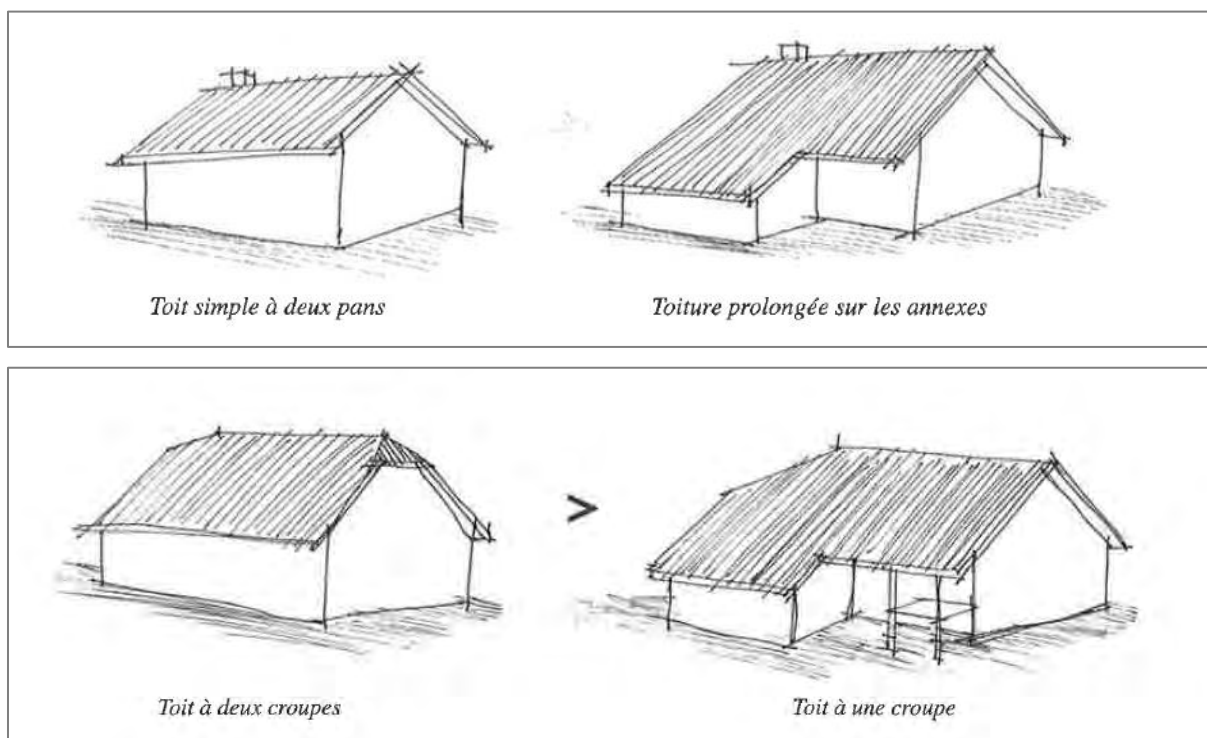 Toit simple à deux pans
Toiture prolongée sur les annexes
>
Toit à deux croupes
Toit à une croupe